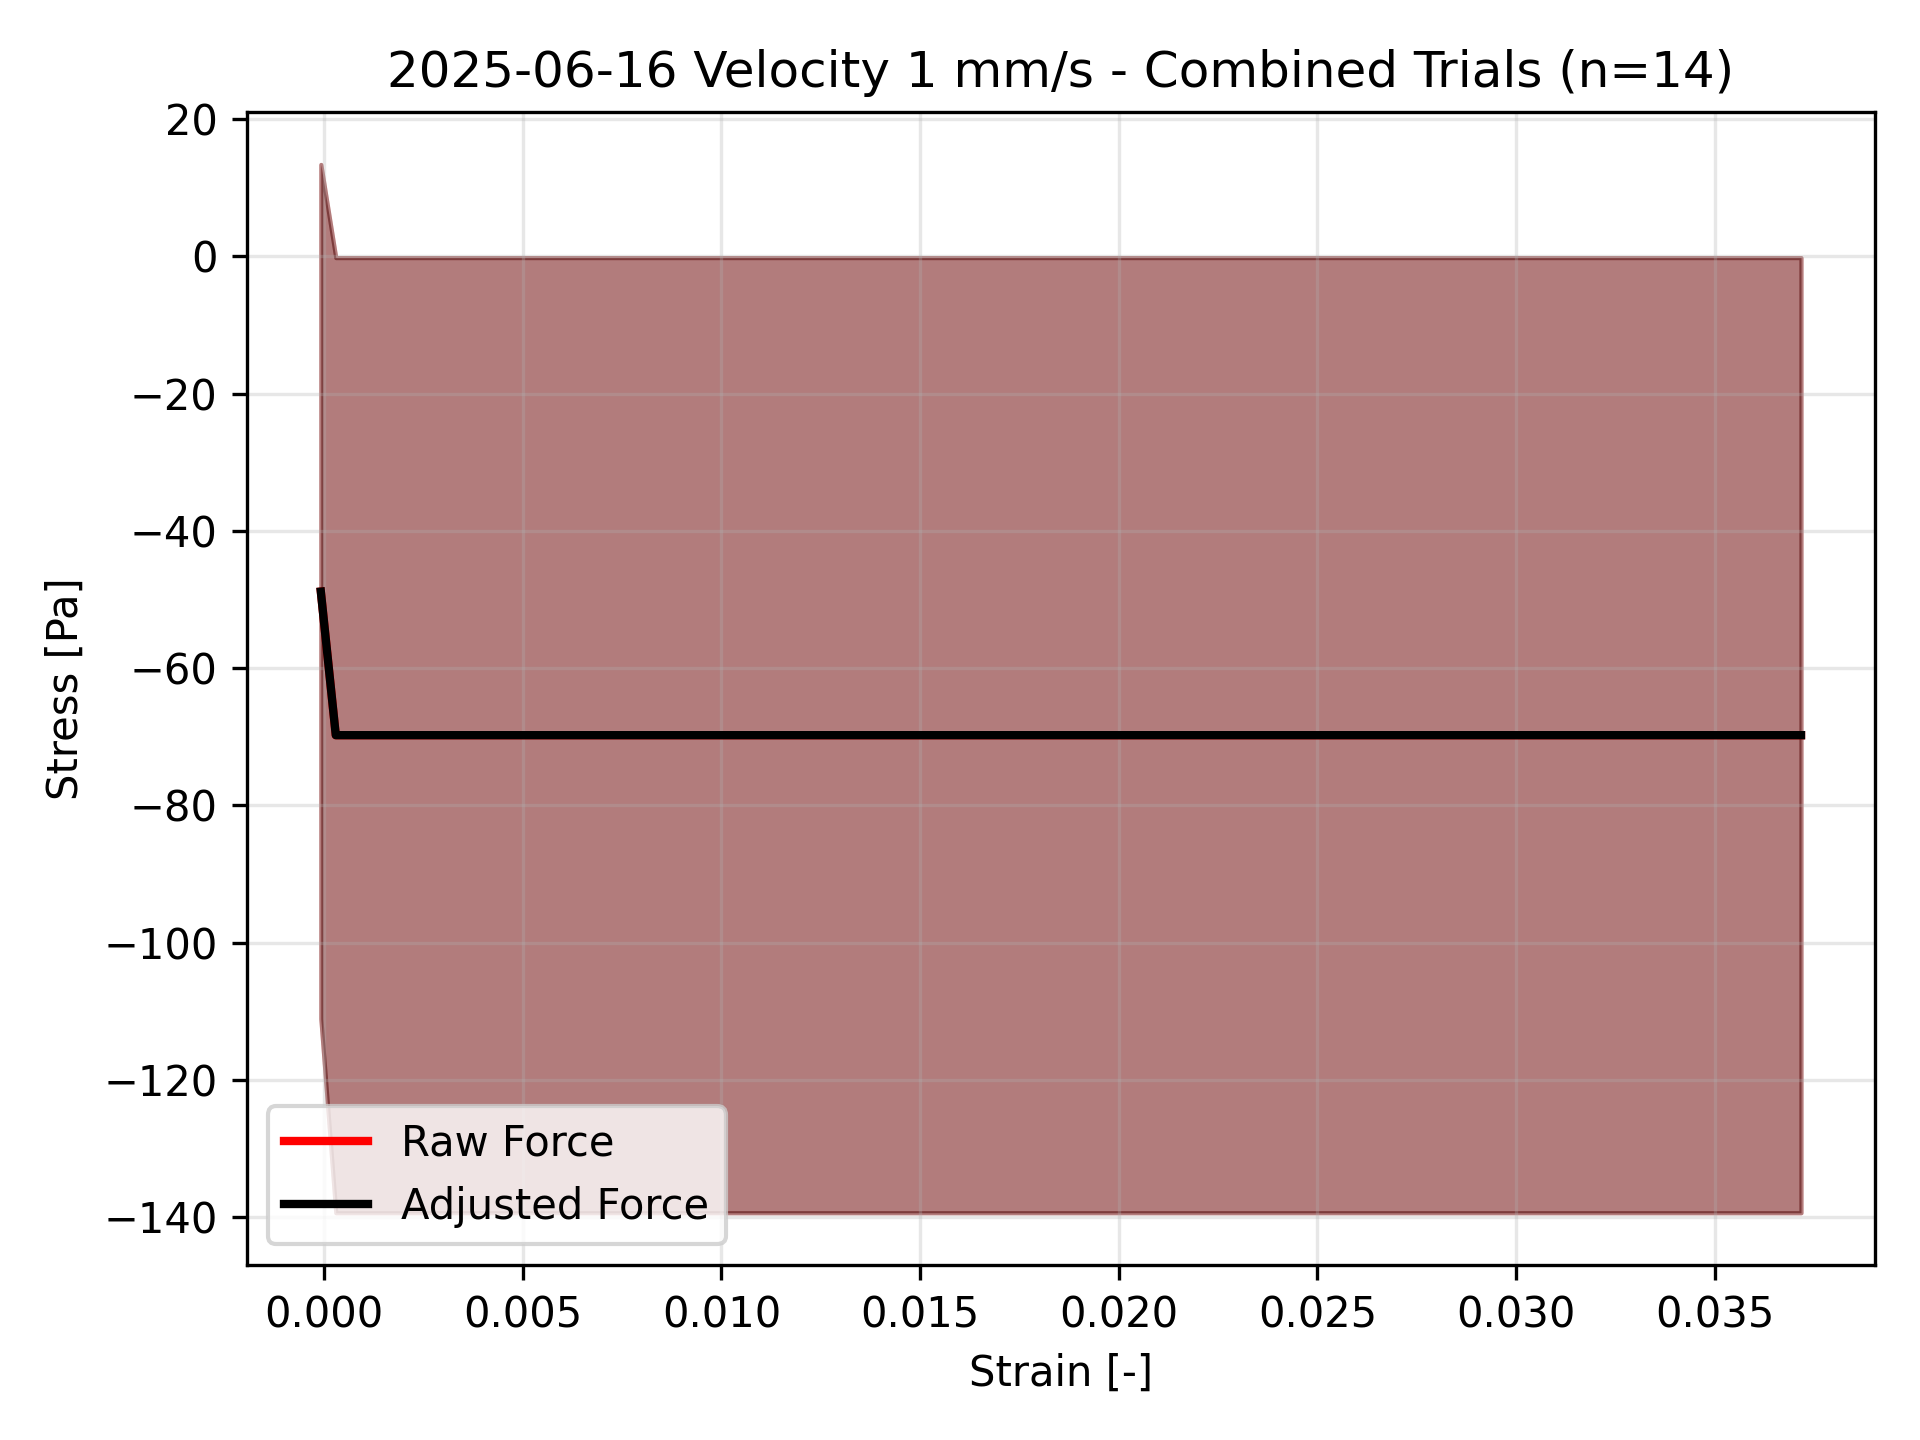 2025-06-16 Velocity 1 mm/s - Combined Trials (n=14)
20
0
−20
−40
−60
−80
−100
−120
−140
Stress [Pa]
Raw Force
Adjusted Force
0.000 0.005 0.010 0.015 0.020 0.025 0.030 0.035
Strain [-]